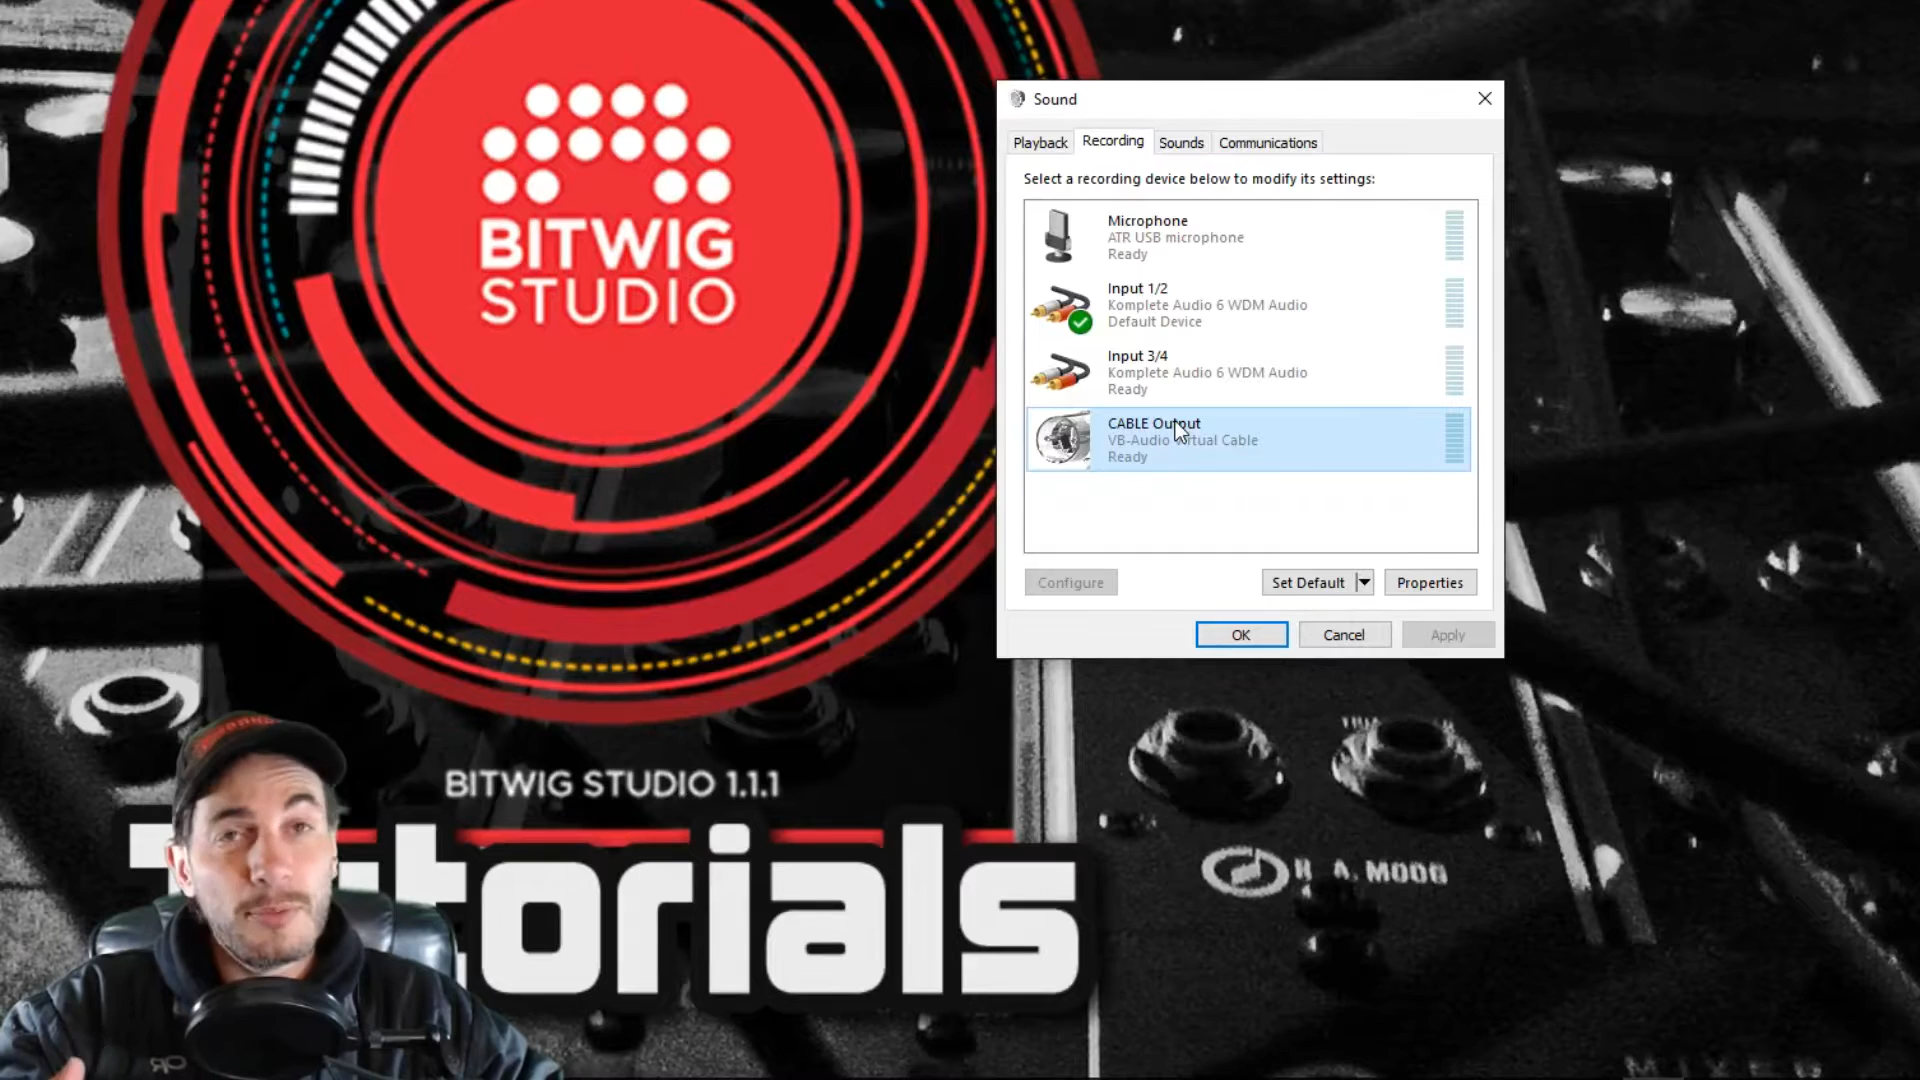 BITWIG
STUDIO
BITWIG STUDIO 1.1.1
torials
Sound
Playback
Recording
Sounds
Communications
Select a recording device below to modify its settings:
Microphone
ATR USB microphone
Ready
Input 1/2
Komplete Audio 6 WDM Audio
Default Device
Input 3/4
Komplete Audio 6 WDM Audio
Ready
CABLE Output
VB-Audio Virtual Cable
Ready
Configure
Set Default
Properties
OK
Cancel
Apply
A. MOOG